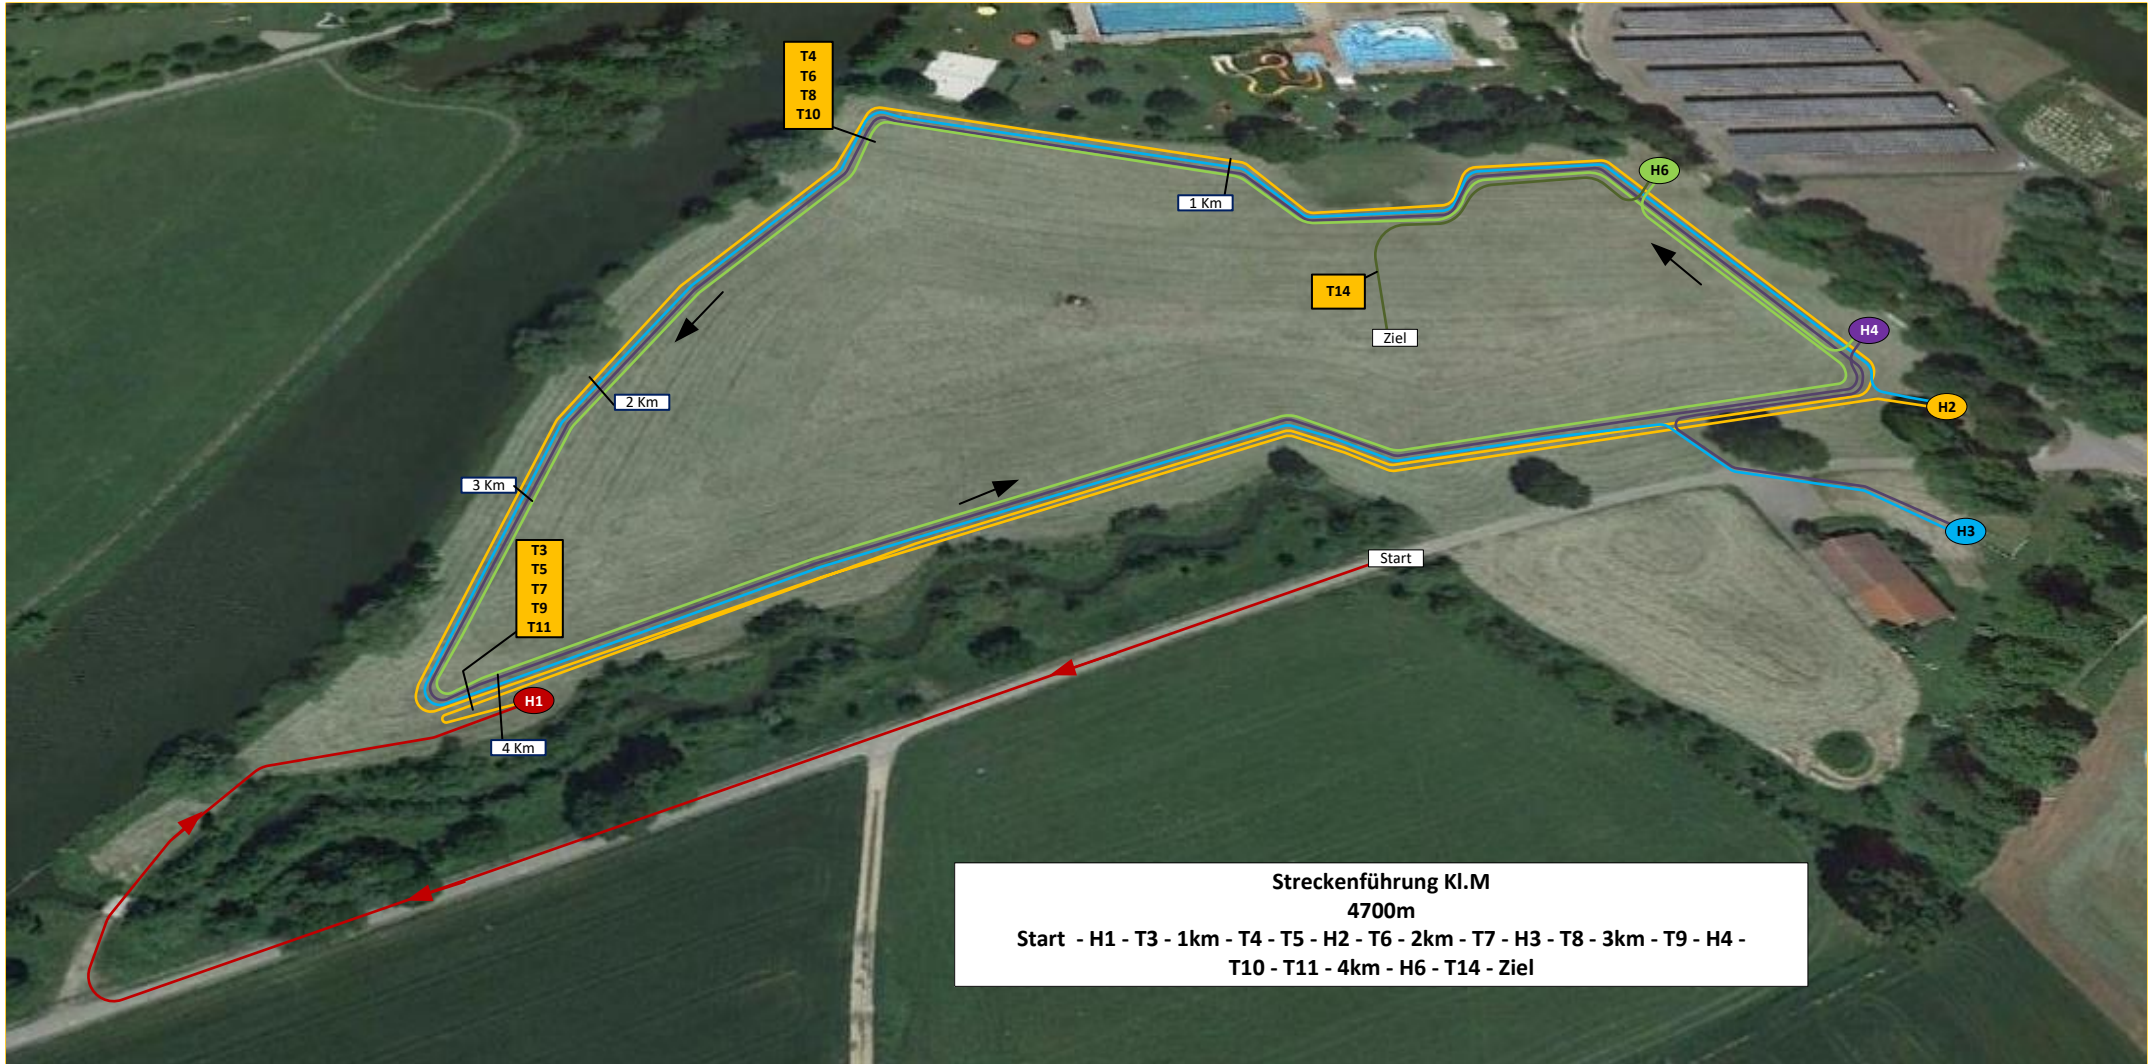 T4
T6
T8
T10
1 Km
H6
T14
Ziel
H4
2 Km
H2
3 Km
T3
T5
T7
T9
T11
H3
Start
H1
4 Km
Streckenführung Kl.M
4700m
Start - H1 - T3 - 1km - T4 - T5 - H2 - T6 - 2km - T7 - H3 - T8 - 3km - T9 - H4 -
T10 - T11 - 4km - H6 - T14 - Ziel